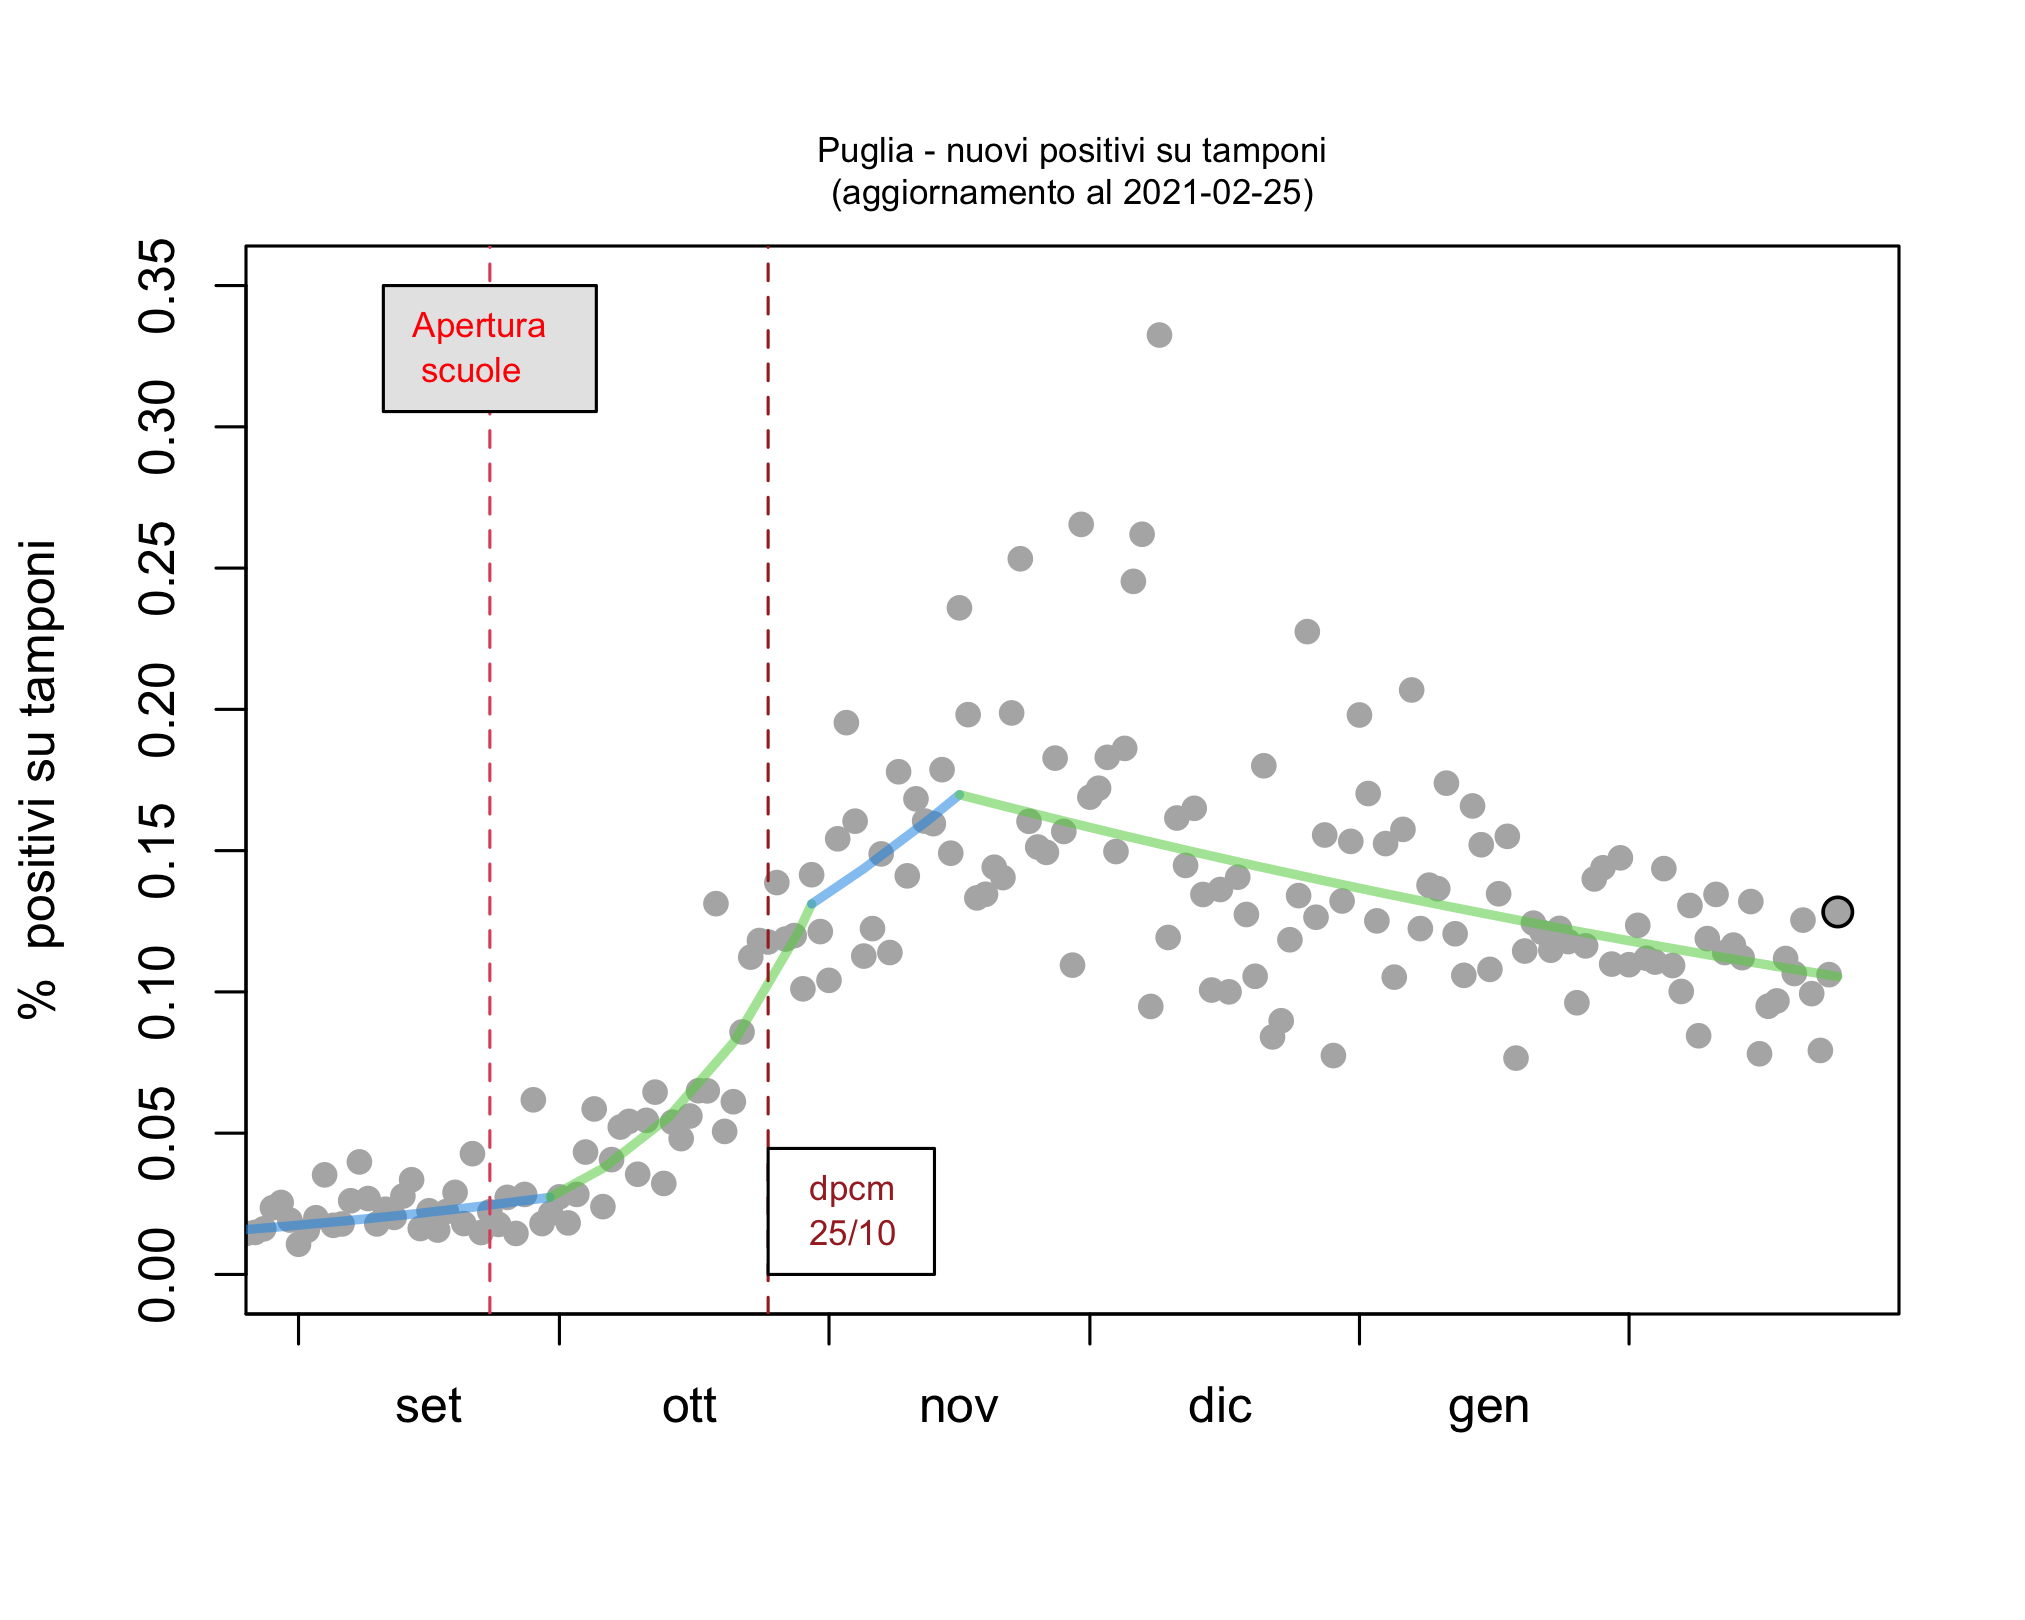 Puglia - nuovi positivi su tamponi
(aggiornamento al 2021-02-25)
% positivi su tamponi
0.35
0.30
0.25
0.20
0.15
0.10
0.05
0.00
Apertura
scuole
dpcm
25/10
set ott nov dic gen